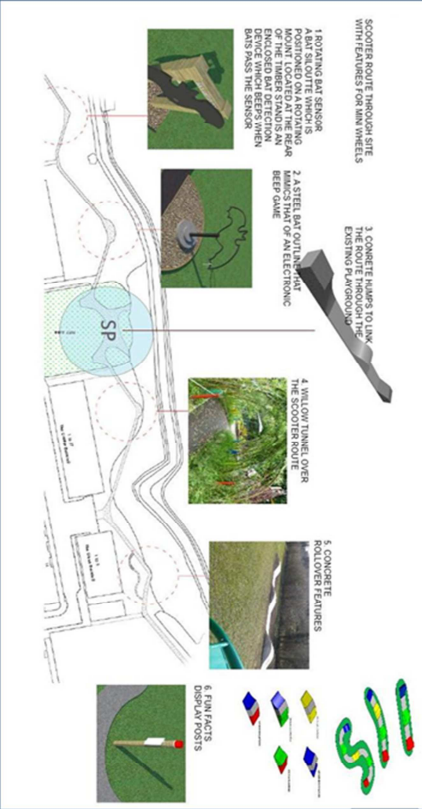 SCOOTER ROUTE THROUGH SITE
WITH FEATURES FOR MINI WHEELS
1 ROTATING BAT SENSOR
A BAT SILOUTTE WHICH IS
POSITIONED ON A ROTATING
MOUNT. LOCATED AT THE REAR
OF THE TIMBER STAND IS AN
ENCLOSED BAT DETECTION
DEVICE WHICH BEEPS WHEN
BATS PASS THE SENSOR
2. A STEEL BAT OUTLINE THAT
MIMICS THAT OF AN ELECTRONIC
BEEP GAME
3. CONRETE HUMPS TO LINK
THE ROUTE THROUGH THE
EXISTING PLAYGROUND
4. WILLOW TUNNEL OVER
THE SCOOTER ROUTE
5. CONCRETE
ROLLOVER FEATURES
6. FUN FACTS
DISPLAY POSTS
SP